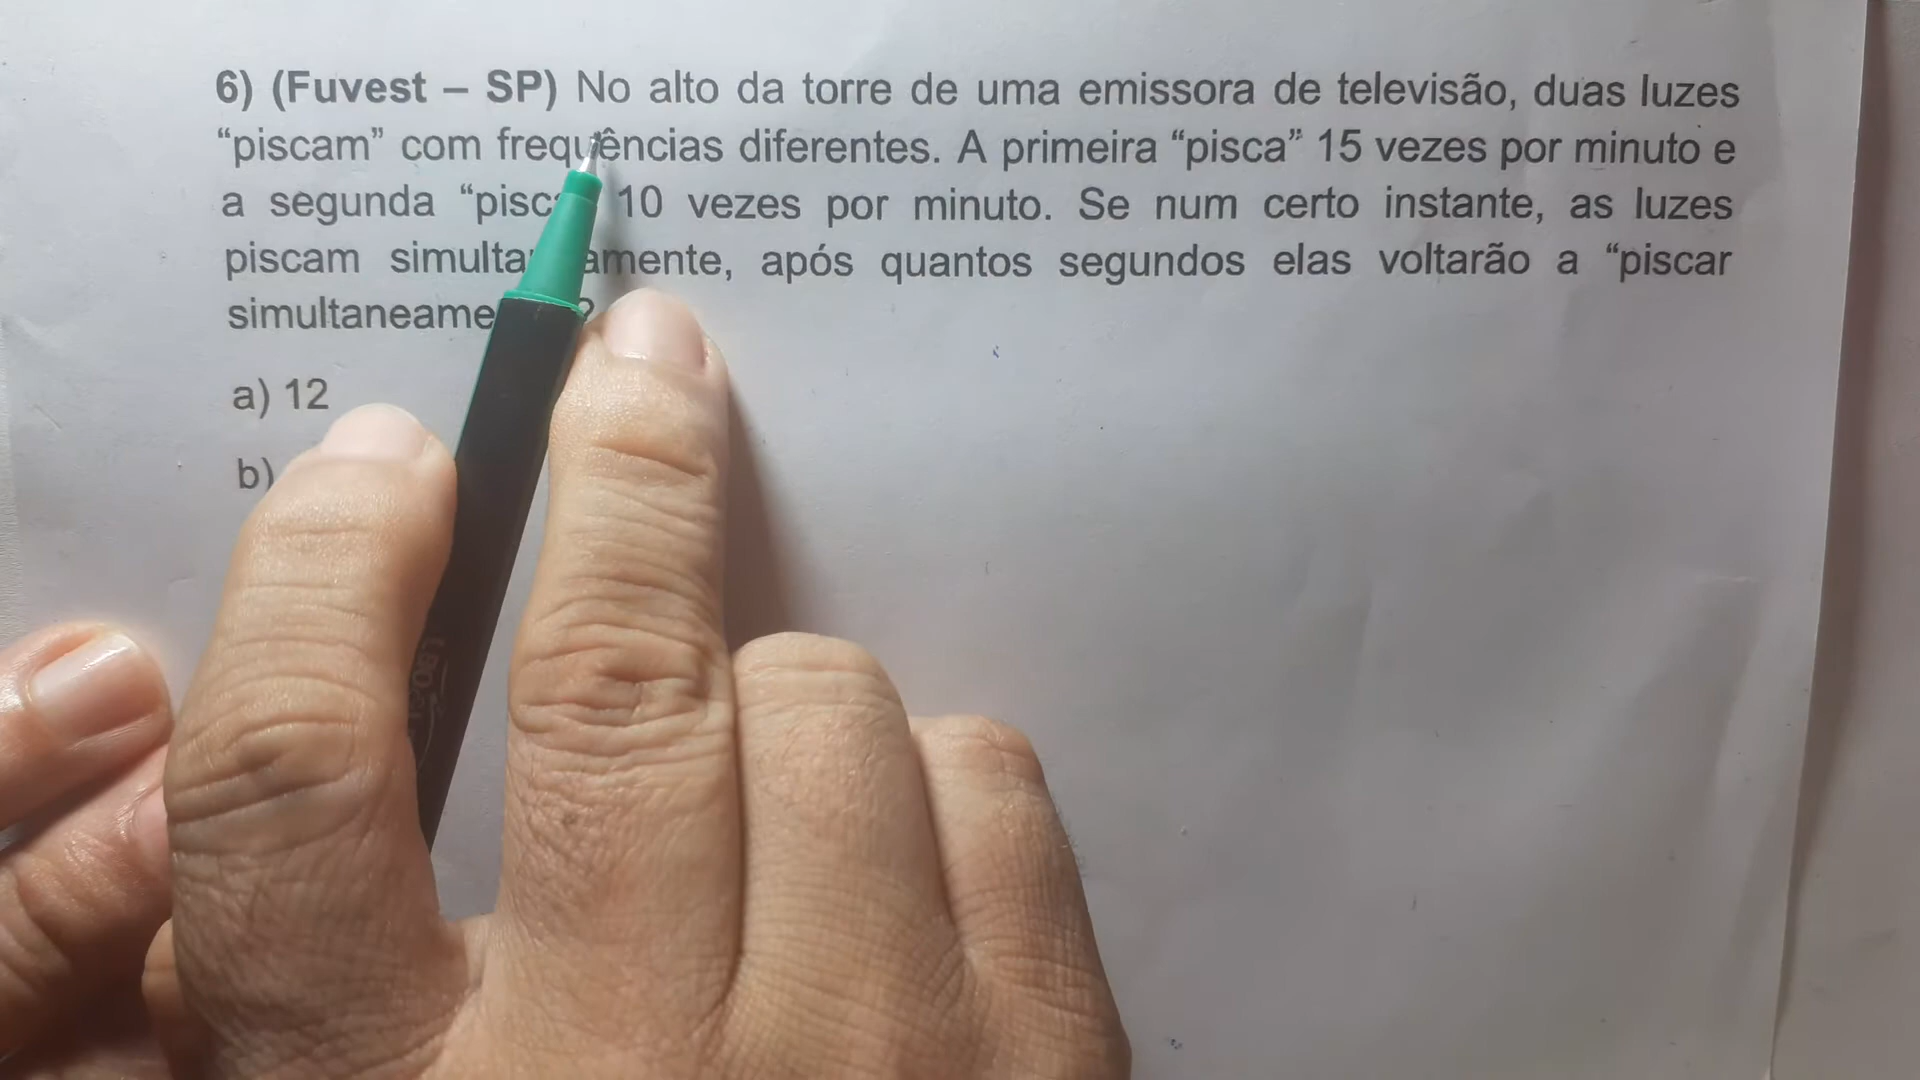 6) (Fuvest – SP) No alto da torre de uma emissora de televisão, duas luzes
“piscam” com frequências diferentes. A primeira “pisca” 15 vezes por minuto e
a segunda 10 vezes por minuto. Se num certo instante, as luzes
piscam após quantos segundos elas voltarão a “piscar
a) 12
b)